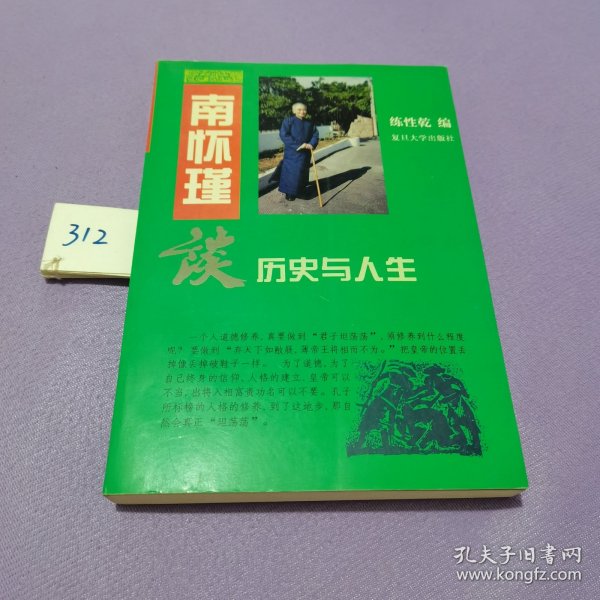 南怀瑾
练性乾 编
复旦大学出版社
谈 历史与人生
312
一个人道德修养，真要做到“君子坦荡荡”，须修养到什么程度
呢？要做到“弃天下如敝屣，薄帝王将相而不为。”把皇帝的位置丢
掉像丢掉破鞋子一样。 为了道德，为了
自己终身的信仰、人格的建立，皇帝可以
不当，出将入相富贵功名可以不要。孔子
所标榜的人格的修养，到了这地步，那自
然会真正“坦荡荡”。
孔夫子旧书网
www.kongfz.com